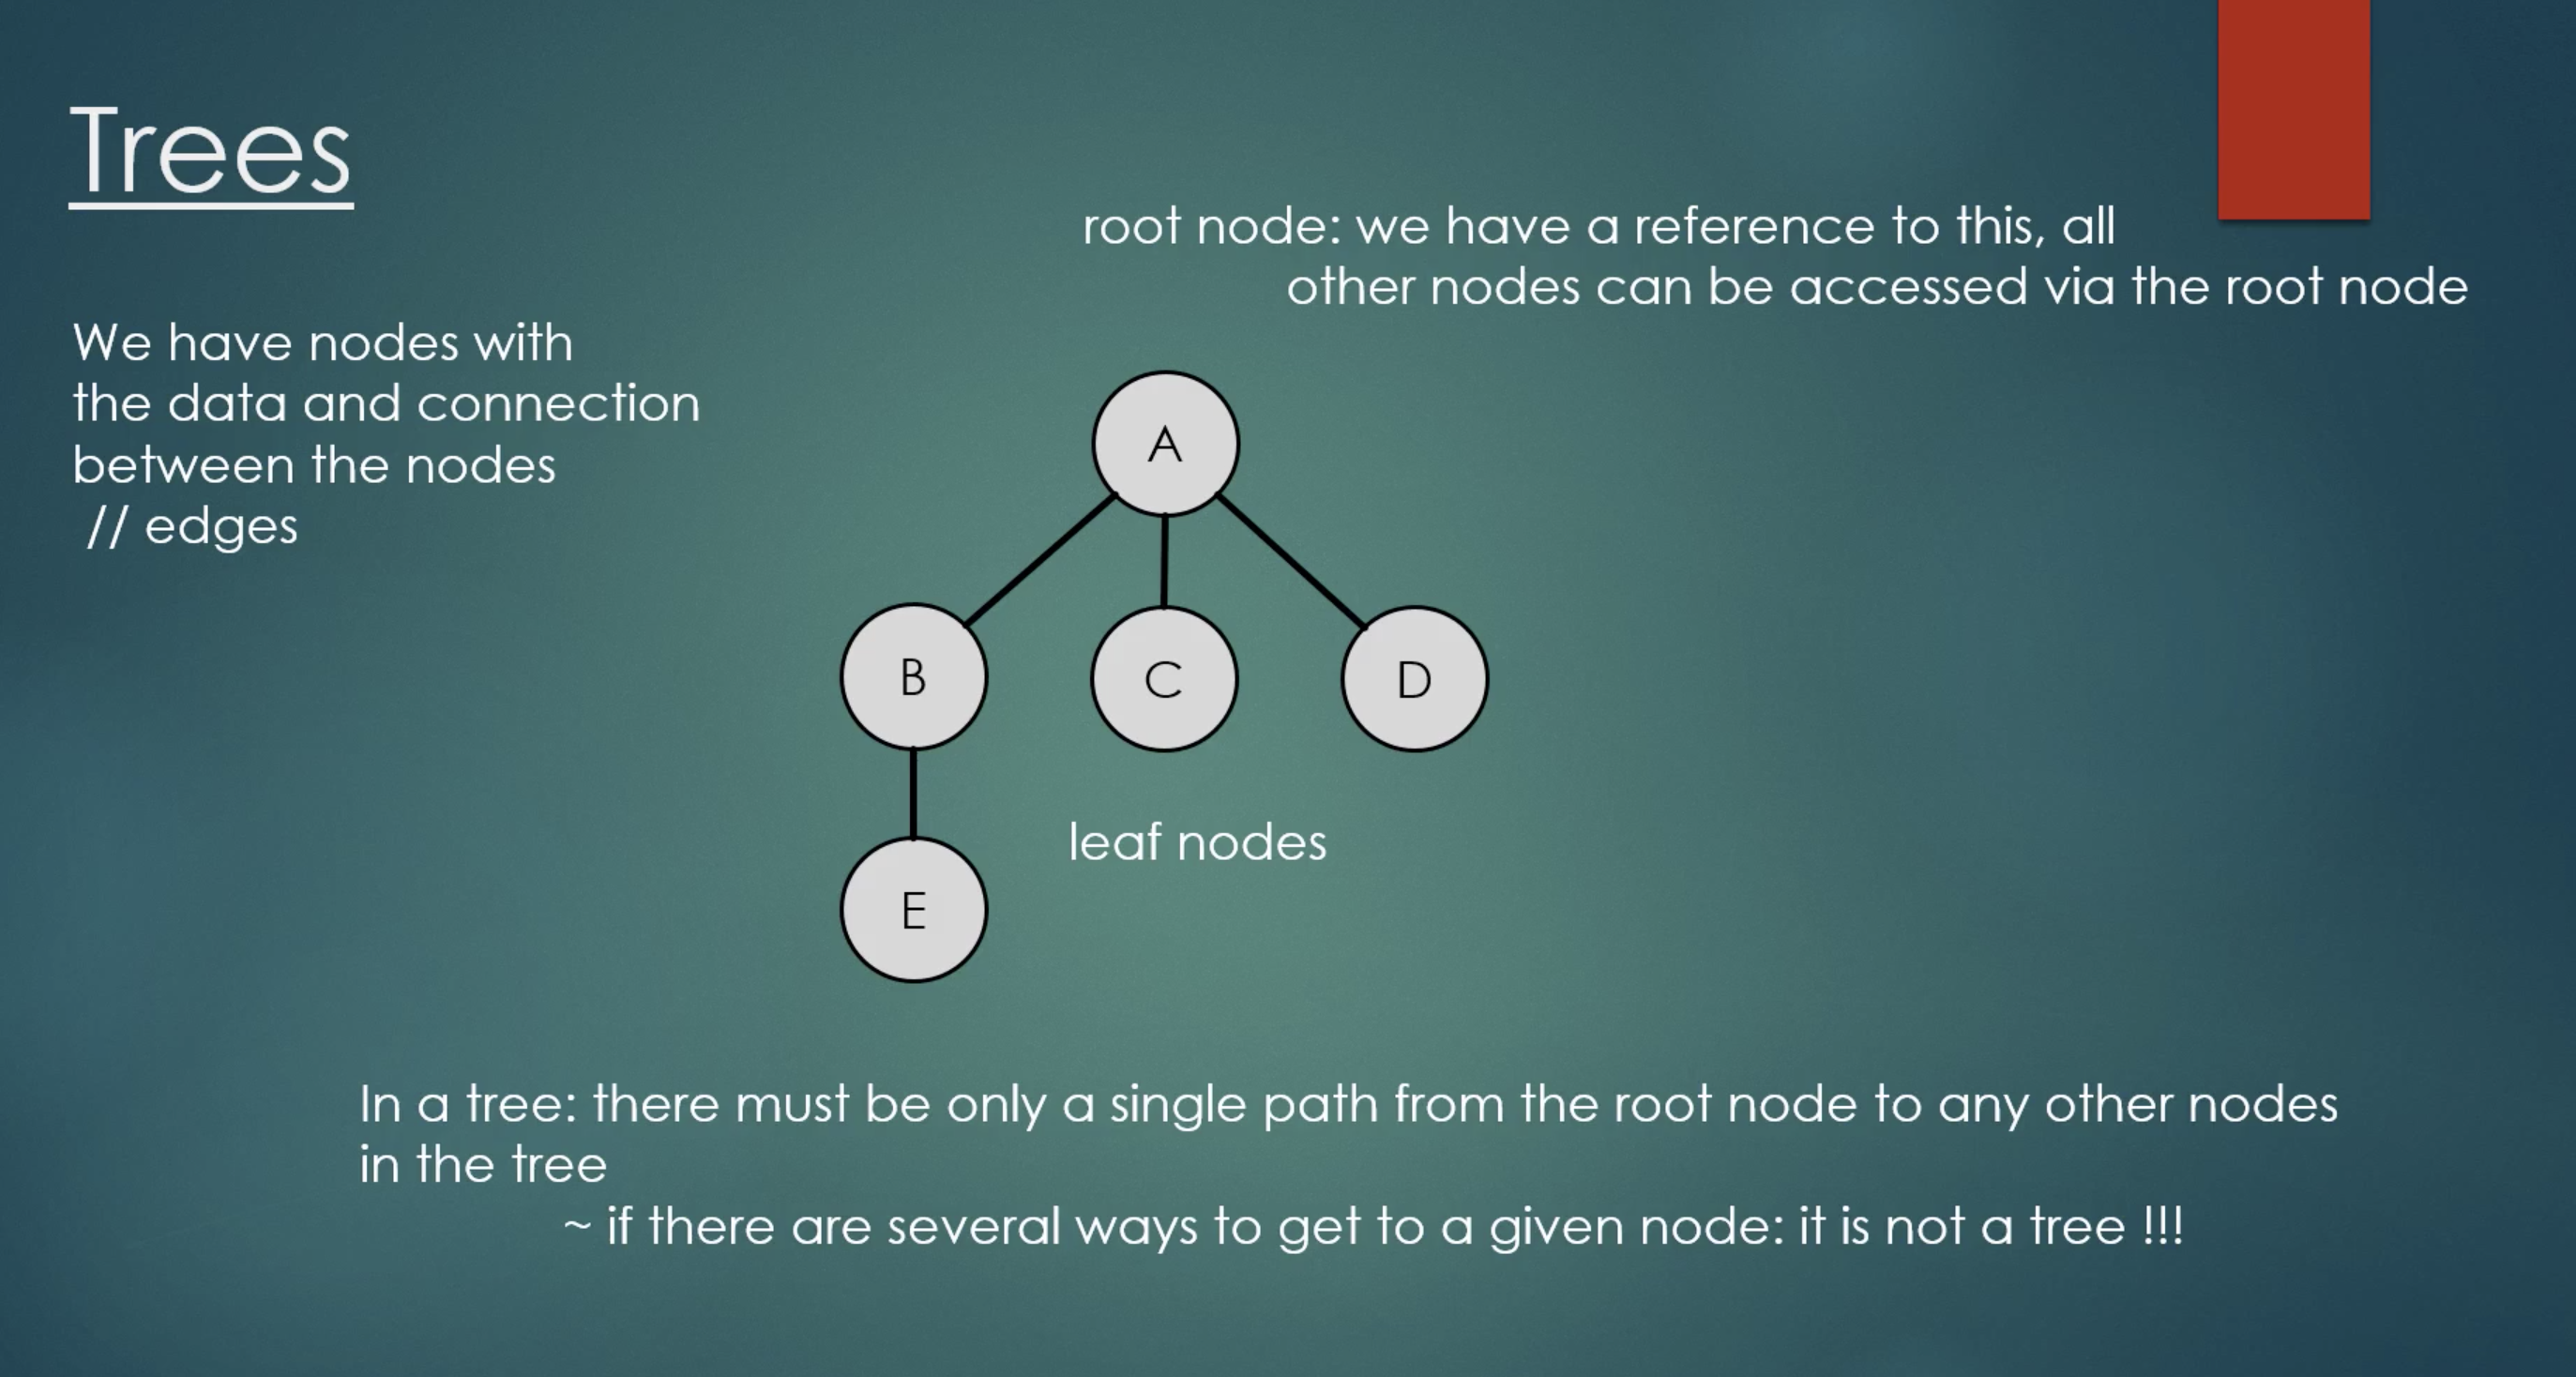 Trees
root node: we have a reference to this, all
other nodes can be accessed via the root node
We have nodes with
the data and connection
between the nodes
// edges
A
B
C
D
leaf nodes
E
In a tree: there must be only a single path from the root node to any other nodes
in the tree
~ if there are several ways to get to a given node: it is not a tree !!!